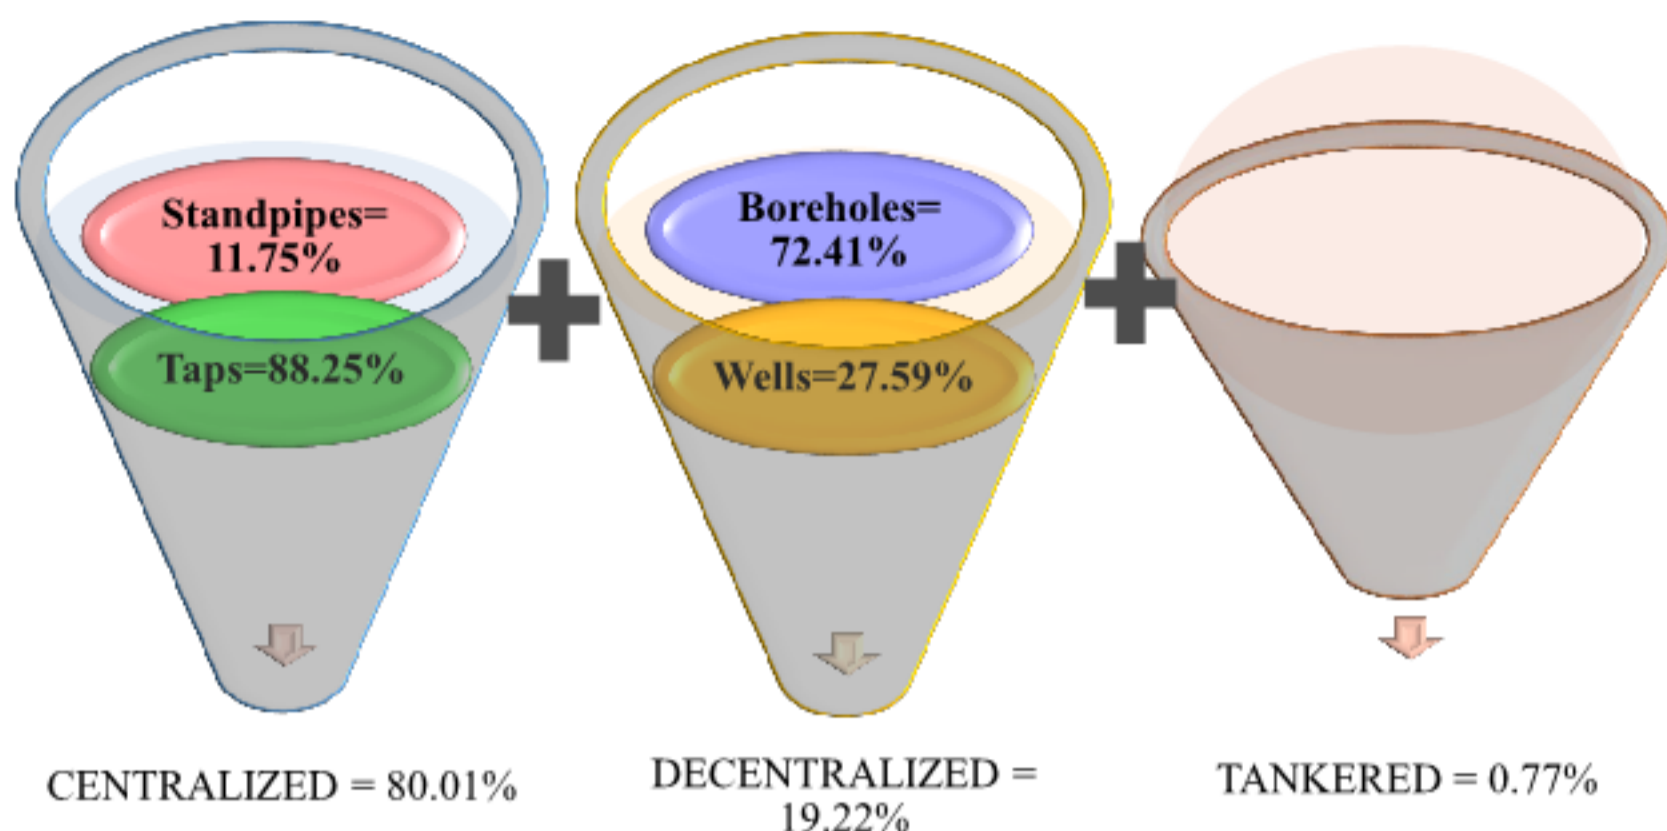 Standpipes=
11.75%
Taps=88.25%
Boreholes=
72.41%
Wells=27.59%
CENTRALIZED = 80.01%
DECENTRALIZED =
19.22%
TANKERED = 0.77%